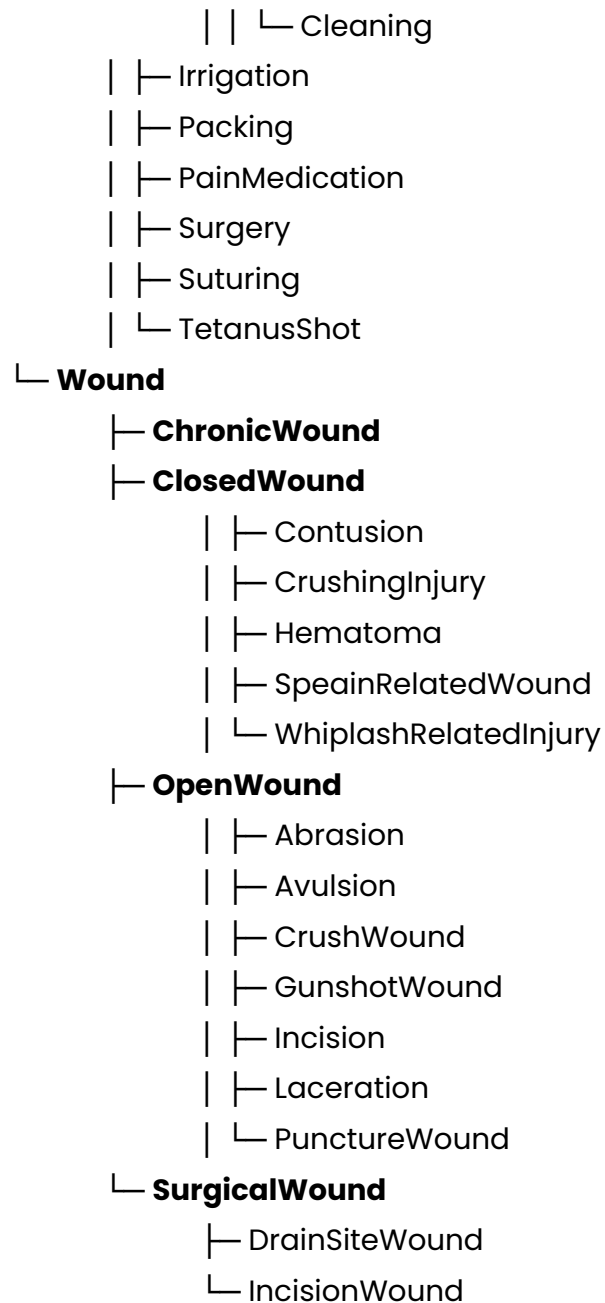 │ │ └─ Cleaning
│ ├─ Irrigation
│ ├─ Packing
│ ├─ PainMedication
│ ├─ Surgery
│ ├─ Suturing
│ └─ TetanusShot
└─ Wound
├─ ChronicWound
├─ ClosedWound
│ ├─ Contusion
│ ├─ CrushingInjury
│ ├─ Hematoma
│ ├─ SpeainRelatedWound
│ └─ WhiplashRelatedInjury
├─ OpenWound
│ ├─ Abrasion
│ ├─ Avulsion
│ ├─ CrushWound
│ ├─ GunshotWound
│ ├─ Incision
│ ├─ Laceration
│ └─ PunctureWound
└─ SurgicalWound
├─ DrainSiteWound
└─ IncisionWound